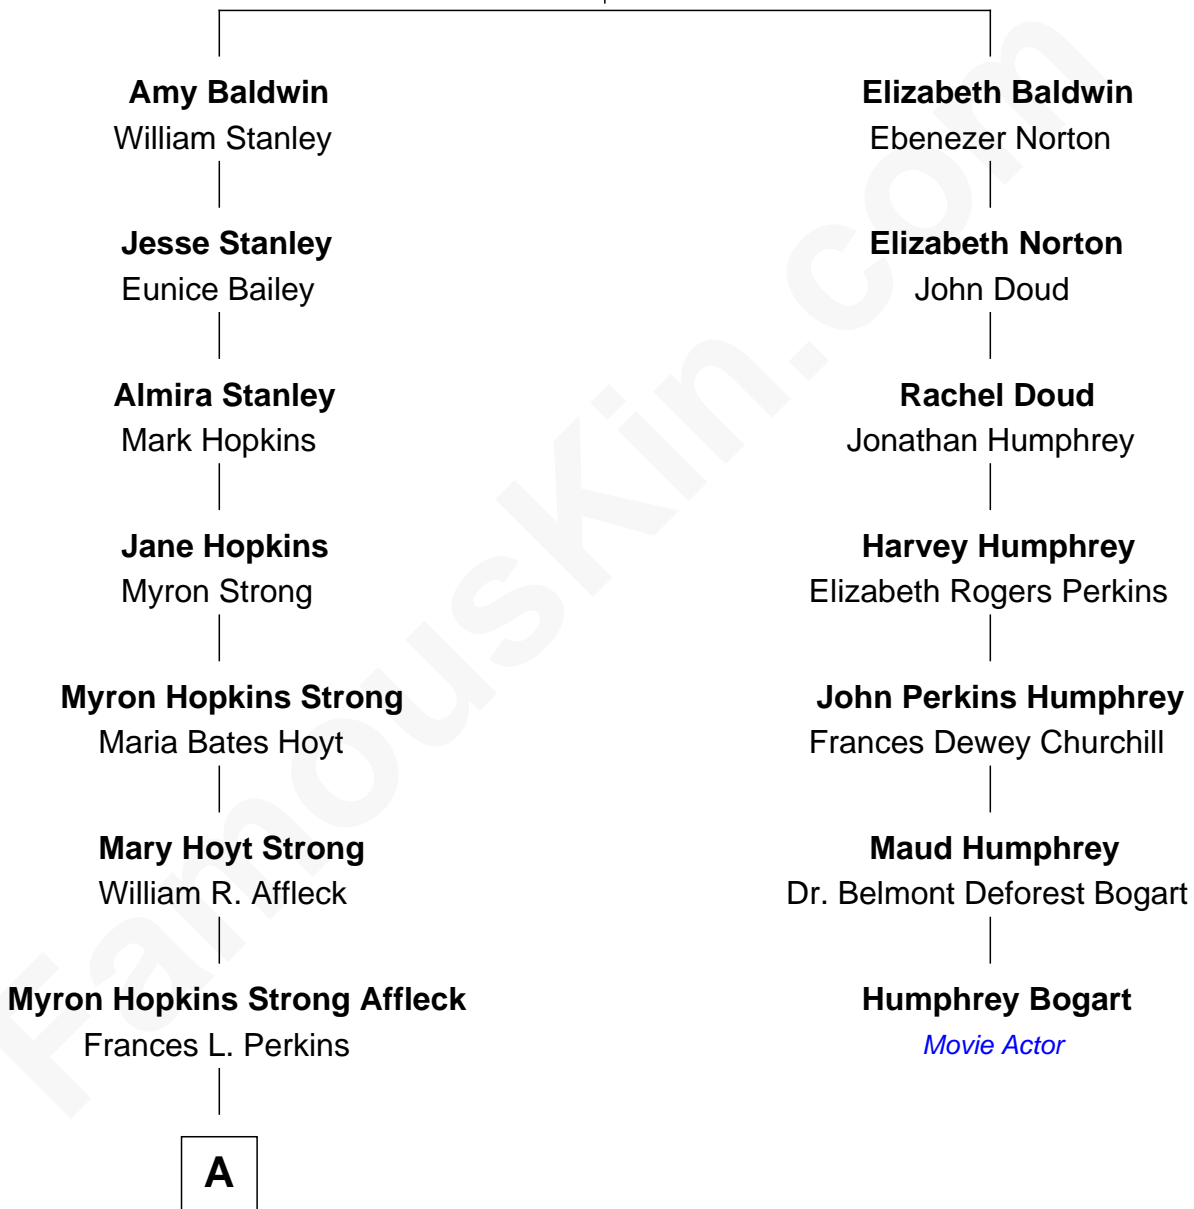 Amy Baldwin
William Stanley
Jesse Stanley
Eunice Bailey
Almira Stanley
Mark Hopkins
Jane Hopkins
Myron Strong
Myron Hopkins Strong
Maria Bates Hoyt
Mary Hoyt Strong
William R. Affleck
Myron Hopkins Strong Affleck
Frances L. Perkins
A
Elizabeth Baldwin
Ebenezer Norton
Elizabeth Norton
John Doud
Rachel Doud
Jonathan Humphrey
Harvey Humphrey
Elizabeth Rogers Perkins
John Perkins Humphrey
Frances Dewey Churchill
Maud Humphrey
Dr. Belmont Deforest Bogart
Humphrey Bogart
Movie Actor
FamousKin.com